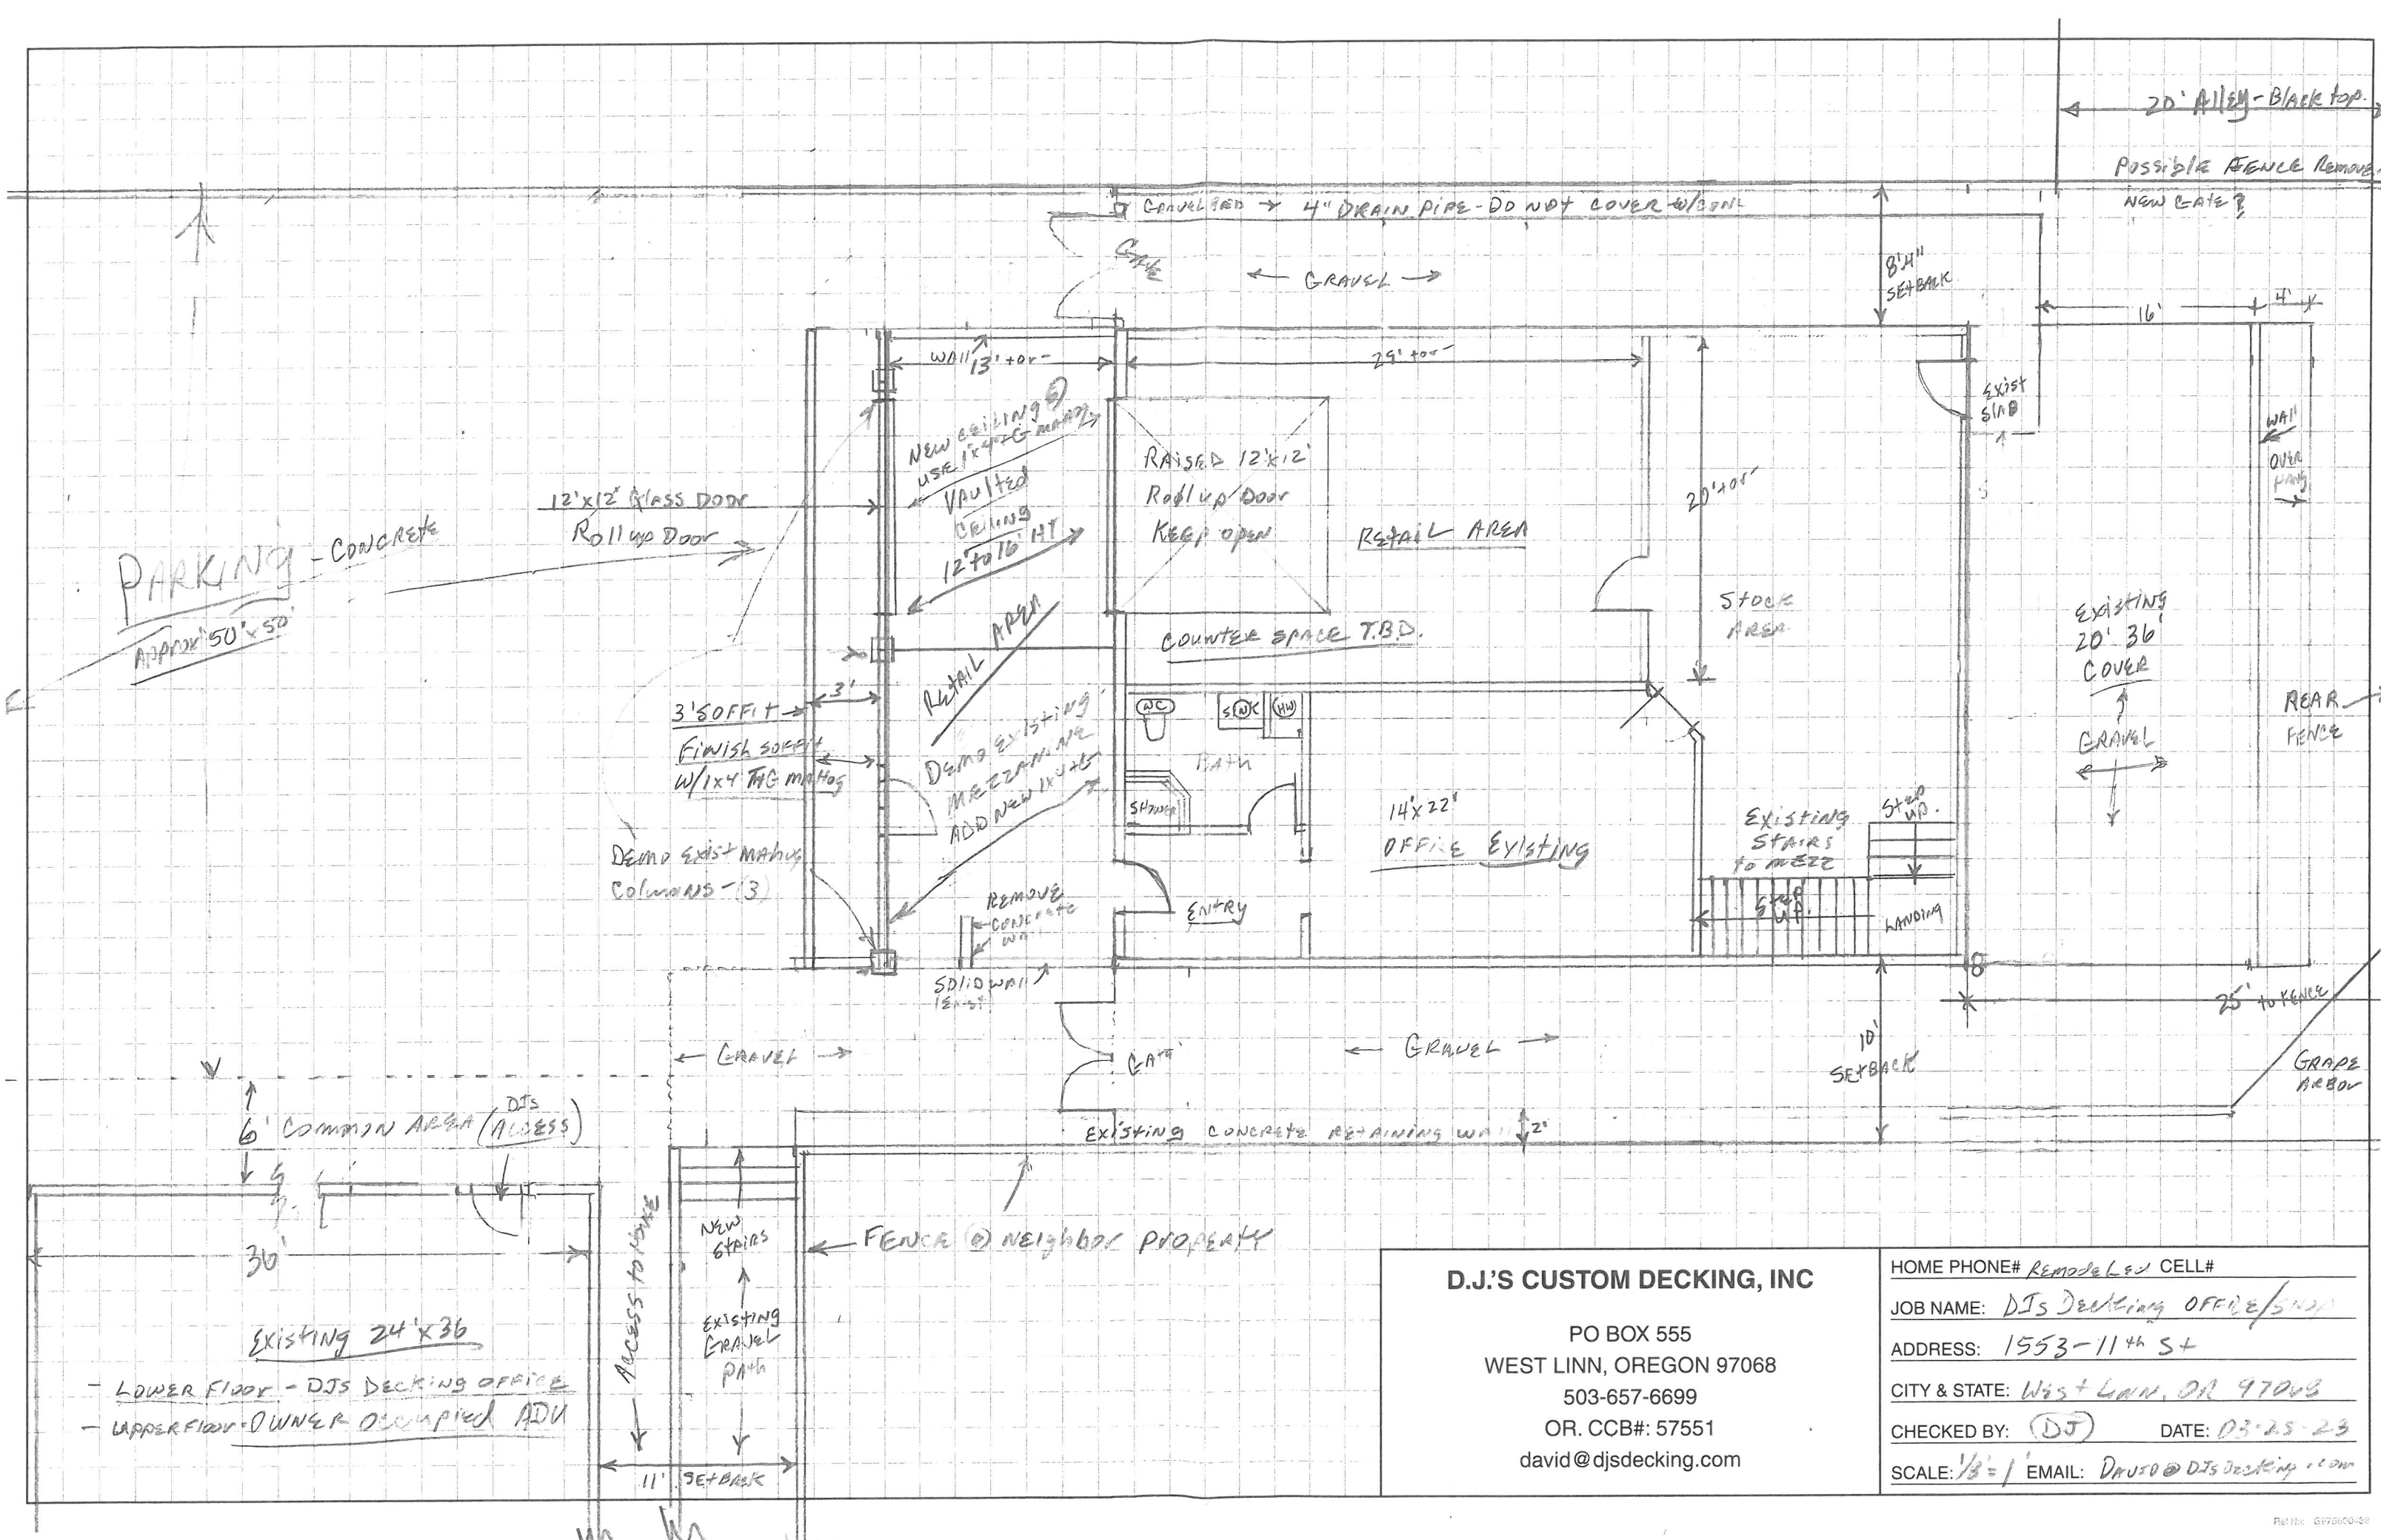 20' Alley - Black top.
Possible Fence Remove
New Gate?
Gravel Bed → 4" Drain Pipe - Do Not Cover w/
Gate
← Gravel →
8'4"
Setback
16'
4'
Wall
13' + or -
29' + or -
Exist
Slab
Wall
Over
hang
New Ceiling @
Use 1x4 T+G
Vaulted
Ceiling
12' to 16' HT
Raised 12'x12'
Roll up Door
Keep open
Retail Area
20' + or -
12'x12' Glass Door
Roll up Door
Parking - Concrete
Approx 50' x 50'
Stock
Area
Existing
20' 36'
Cover
Gravel
Rear
Fence
Counter Space T.B.D.
Retail Area
3'
3' Soffit
Finish Soffit
w/1x4 T+G Mahog
Demo Existing
Mezzanine
Add New 1x4 T+G
WC
Sink
HW
Bath
Shower
14'x22'
Office Existing
Existing
Stairs
to Mezz
Step
up.
Step
up.
Landing
Demo Exist Mahog
Columns - (3)
Remove
Concrete
Wall
Entry
Solid Wall
25' to Fence
← Gravel →
Gate
← Gravel →
10'
Setback
Grape
Arbor
6' Common Area (DJs Access)
Existing Concrete Retaining Wall 2'
Access to House
New
Stairs
Existing
Gravel
Path
Fence @ Neighbor Property
36'
Existing 24'x36
- Lower Floor - DJs Decking Office
- Upper Floor - Owner Occupied ADU
11' Setback
D.J.'S CUSTOM DECKING, INC
PO BOX 555
WEST LINN, OREGON 97068
503-657-6699
OR. CCB#: 57551
david@djsdecking.com
HOME PHONE# Remodeled CELL#
JOB NAME: DJs Decking Office/Shop
ADDRESS: 1553-11th St
CITY & STATE: West Linn, OR 97068
CHECKED BY: DJ DATE: 03-25-23
SCALE: 1/8"=1' EMAIL: David@DJsDecking.com